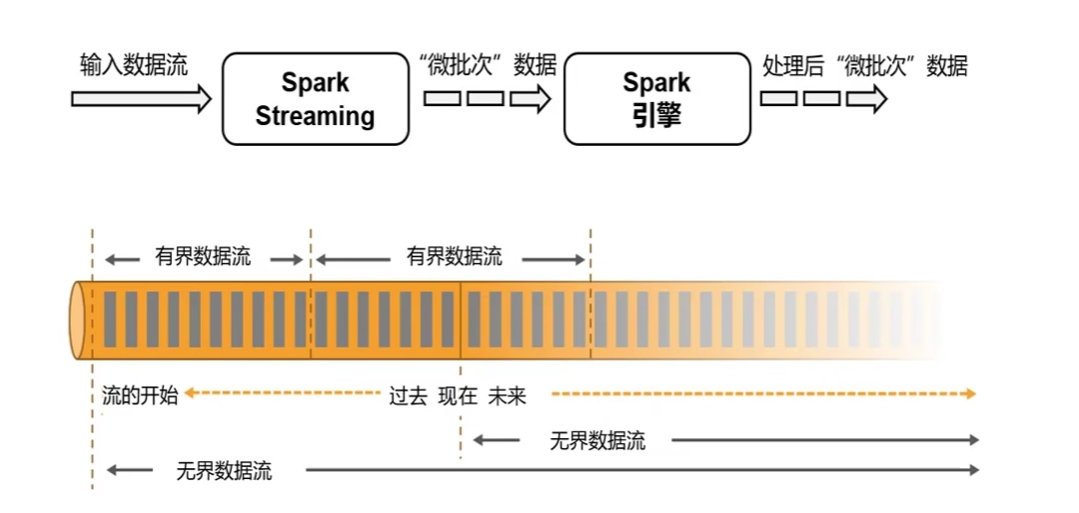 输入数据流
Spark
Streaming
“微批次”数据
Spark
引擎
处理后“微批次”数据
有界数据流
有界数据流
流的开始
过去 现在 未来
无界数据流
无界数据流